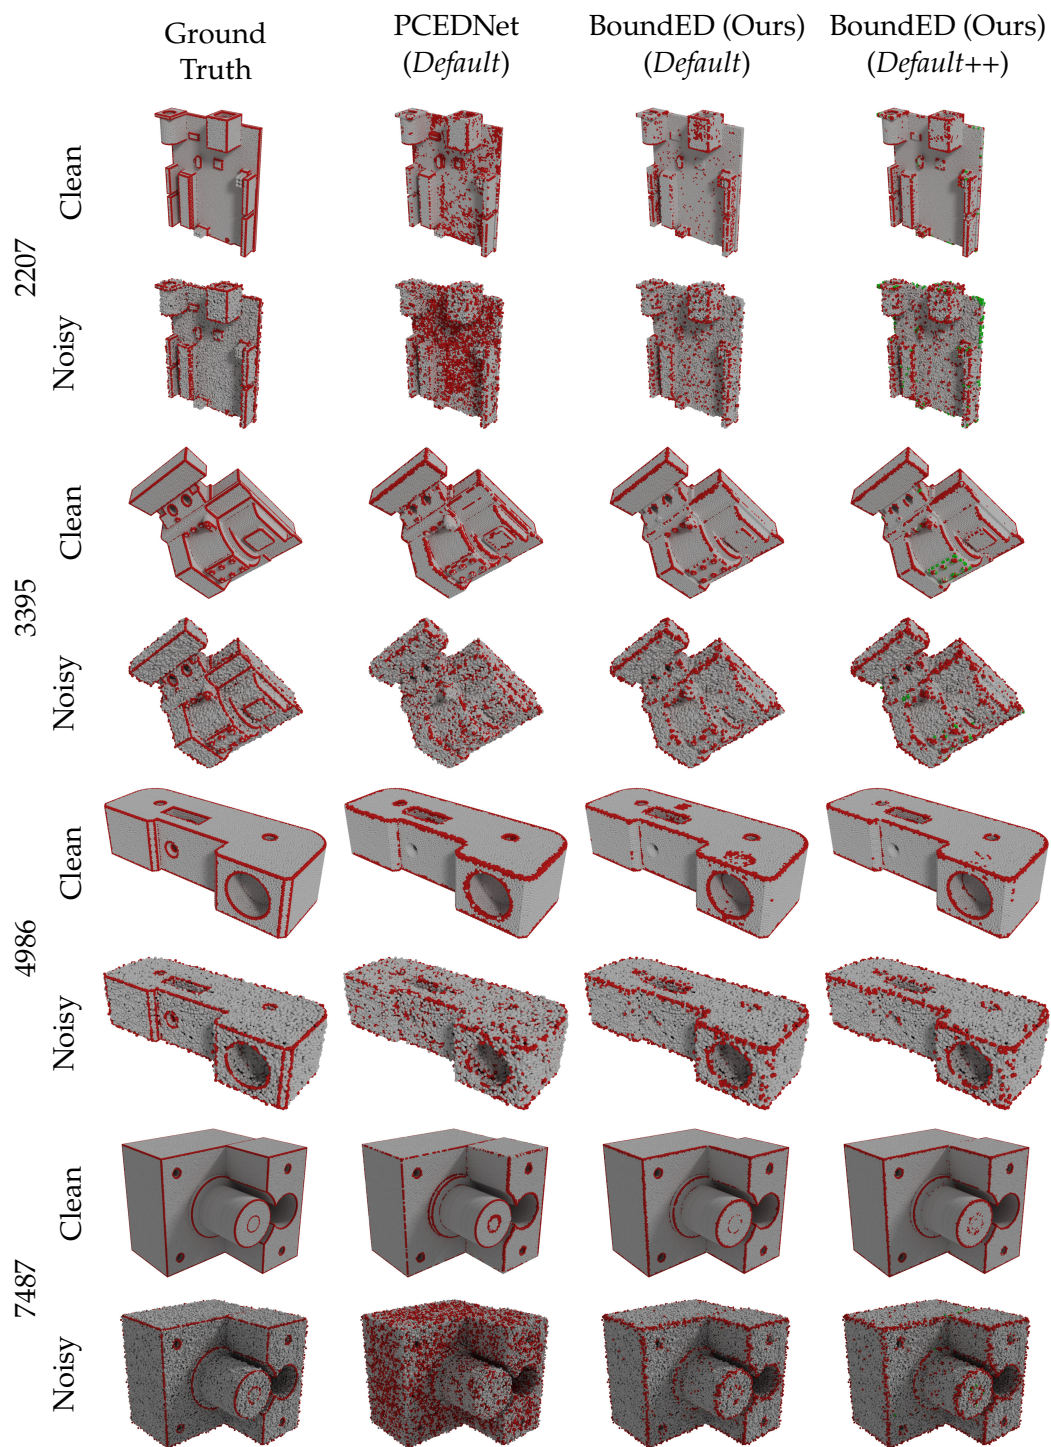 Ground
Truth
PCEDNet
(Default)
BoundED (Ours)
(Default)
BoundED (Ours)
(Default++)
2207
Clean
Noisy
3395
Clean
Noisy
4986
Clean
Noisy
7487
Clean
Noisy